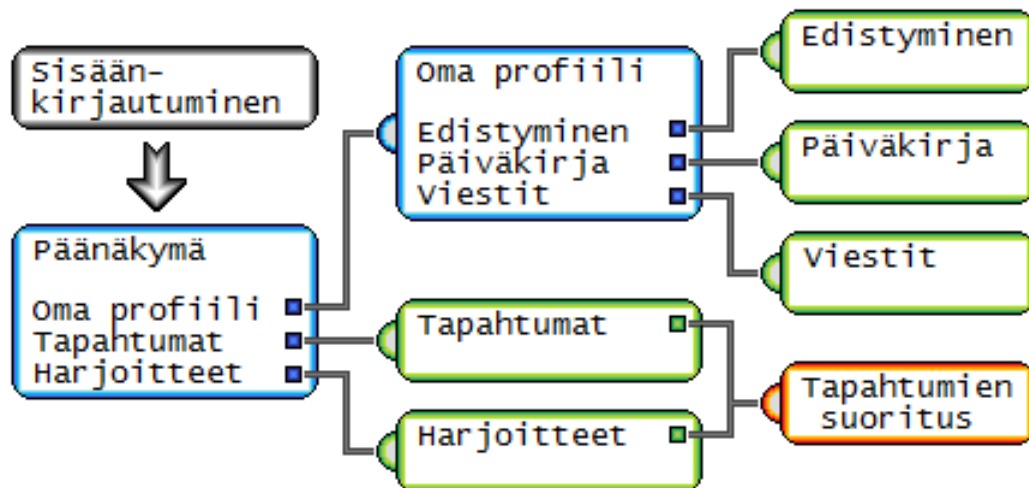 Sisään-
kirjautuminen
Päänäkymä
Oma profiili
Tapahtumat
Harjoitteet
Oma profiili
Edistyminen
Päiväkirja
Viestit
Tapahtumat
Harjoitteet
Edistyminen
Päiväkirja
Viestit
Tapahtumien
suoritus